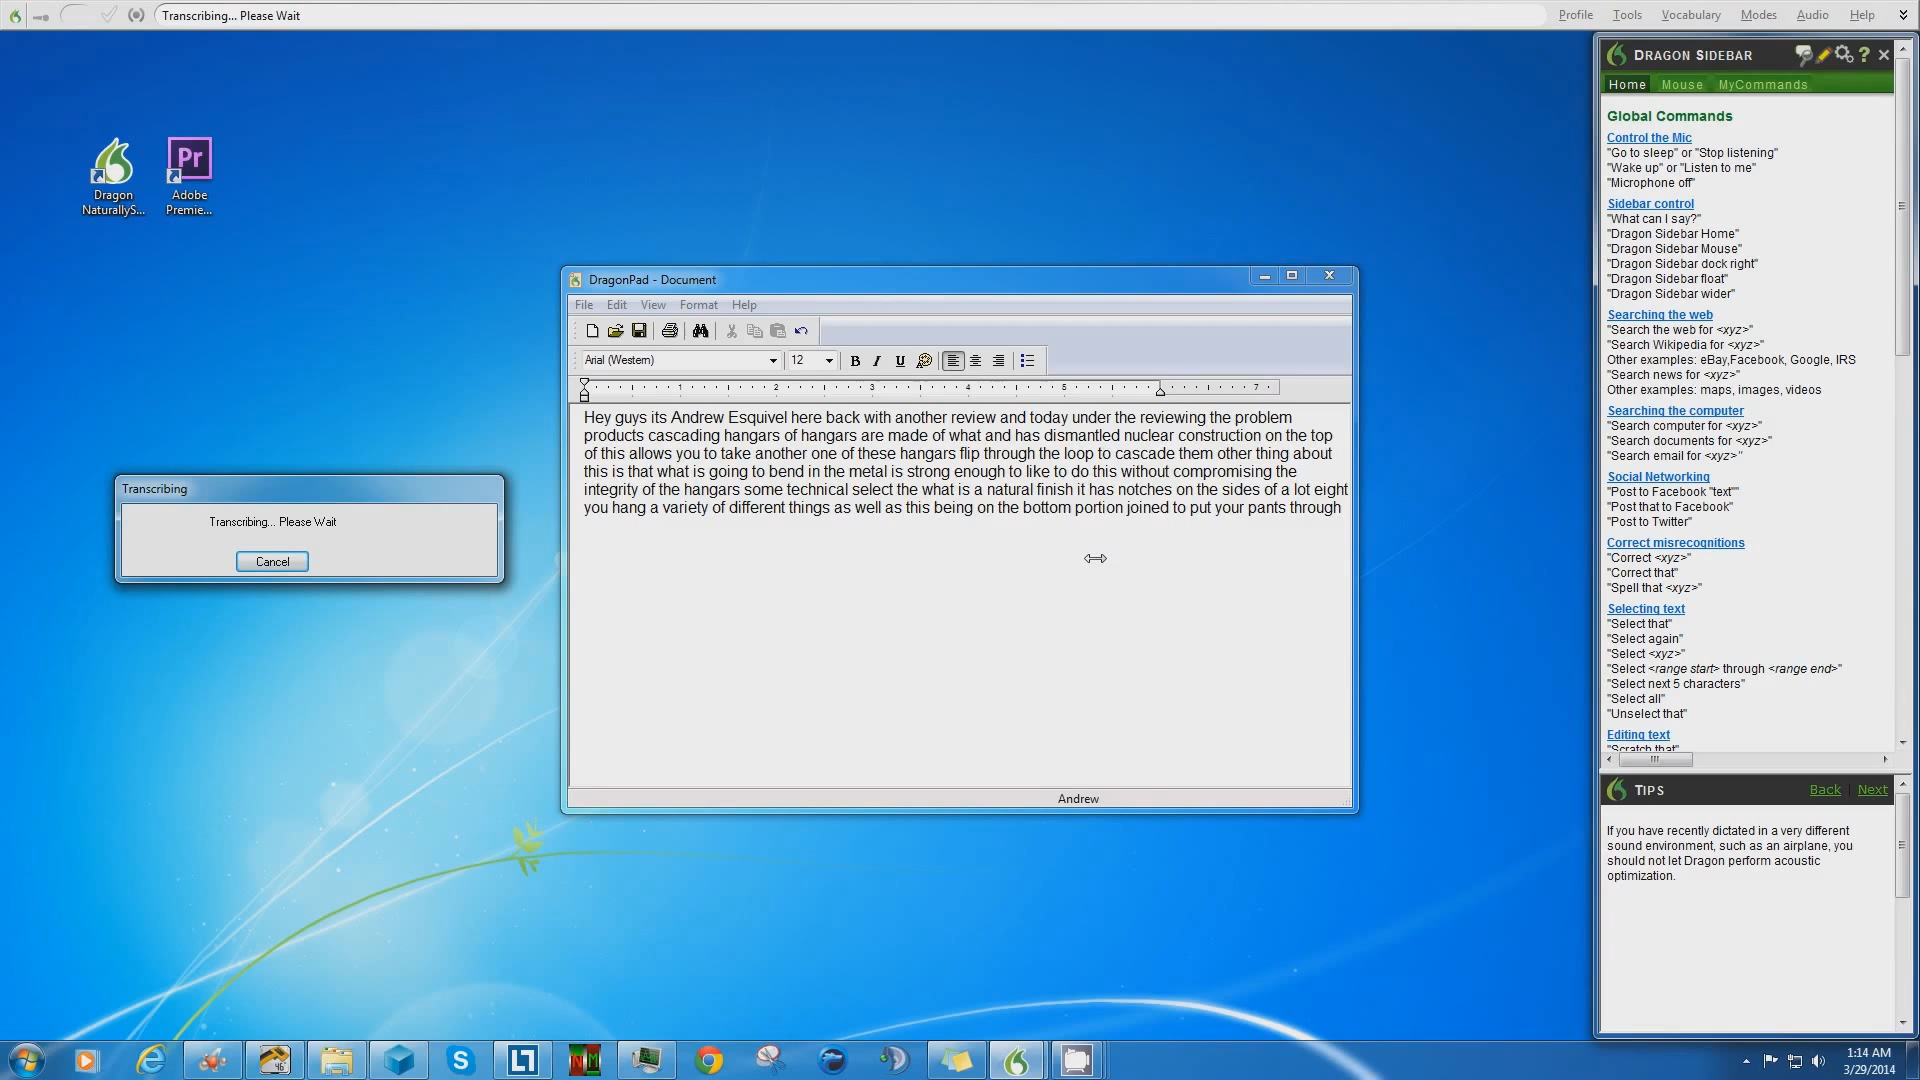 Transcribing... Please Wait
Profile Tools Vocabulary Modes Audio Help
Dragon NaturallyS...
Adobe Premie...
Pr
Transcribing
Transcribing... Please Wait
Cancel
DragonPad - Document
File Edit View Format Help
Arial (Western) 12 B I U
1 2 3 4 5 7
Hey guys its Andrew Esquivel here back with another review and today under the reviewing the problem
products cascading hangars of hangars are made of what and has dismantled nuclear construction on the top
of this allows you to take another one of these hangars flip through the loop to cascade them other thing about
this is that what is going to bend in the metal is strong enough to like to do this without compromising the
integrity of the hangars some technical select the what is a natural finish it has notches on the sides of a lot eight
you hang a variety of different things as well as this being on the bottom portion joined to put your pants through
Andrew
DRAGON SIDEBAR
Home Mouse MyCommands
Global Commands
Control the Mic
"Go to sleep" or "Stop listening"
"Wake up" or "Listen to me"
"Microphone off"
Sidebar control
"What can I say?"
"Dragon Sidebar Home"
"Dragon Sidebar Mouse"
"Dragon Sidebar dock right"
"Dragon Sidebar float"
"Dragon Sidebar wider"
Searching the web
"Search the web for <xyz>"
"Search Wikipedia for <xyz>"
Other examples: eBay,Facebook, Google, IRS
"Search news for <xyz>"
Other examples: maps, images, videos
Searching the computer
"Search computer for <xyz>"
"Search documents for <xyz>"
"Search email for <xyz>"
Social Networking
"Post to Facebook "text""
"Post that to Facebook"
"Post to Twitter"
Correct misrecognitions
"Correct <xyz>"
"Correct that"
"Spell that <xyz>"
Selecting text
"Select that"
"Select again"
"Select <xyz>"
"Select <range start> through <range end>"
"Select next 5 characters"
"Select all"
"Unselect that"
Editing text
"Scratch that"
TIPS Back Next
If you have recently dictated in a very different
sound environment, such as an airplane, you
should not let Dragon perform acoustic
optimization.
1:14 AM
3/29/2014